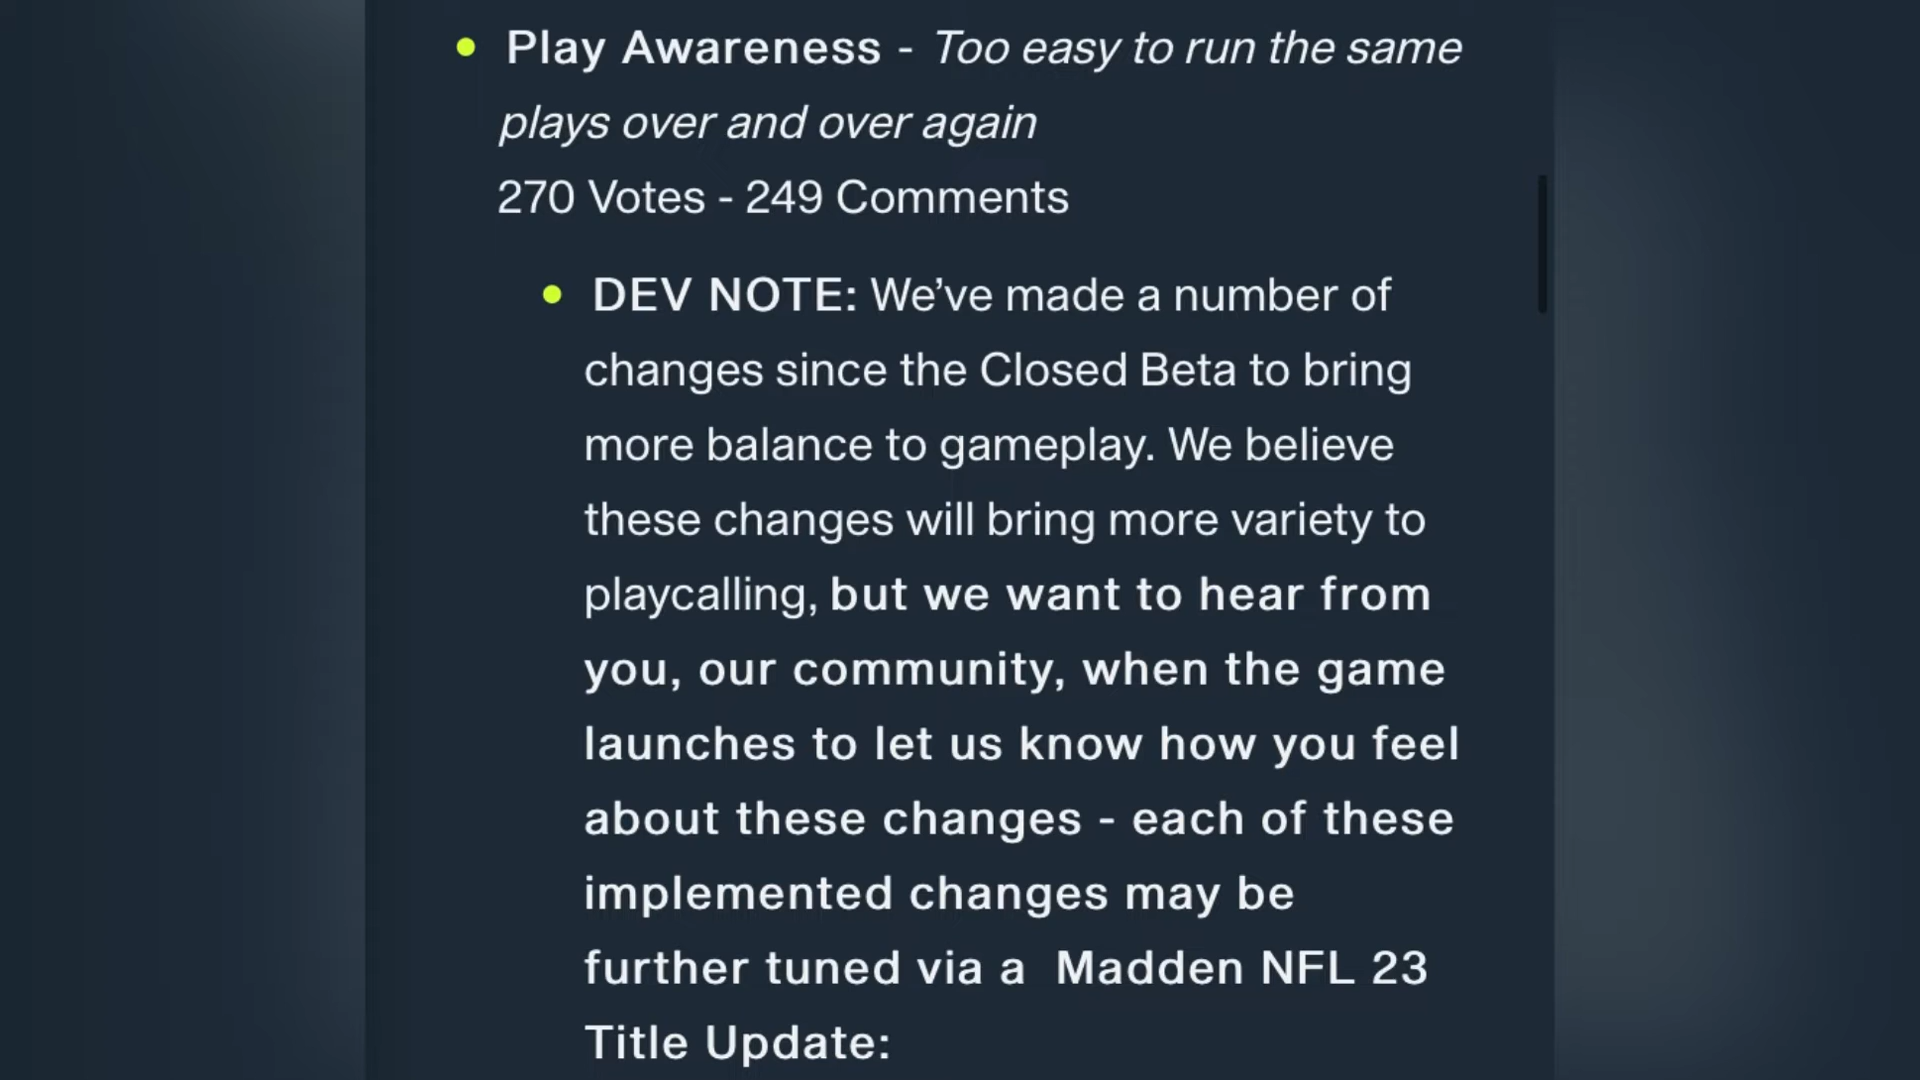 Play Awareness - Too easy to run the same
plays over and over again
270 Votes - 249 Comments
DEV NOTE: We’ve made a number of
changes since the Closed Beta to bring
more balance to gameplay. We believe
these changes will bring more variety to
playcalling, but we want to hear from
you, our community, when the game
launches to let us know how you feel
about these changes - each of these
implemented changes may be
further tuned via a  Madden NFL 23
Title Update: